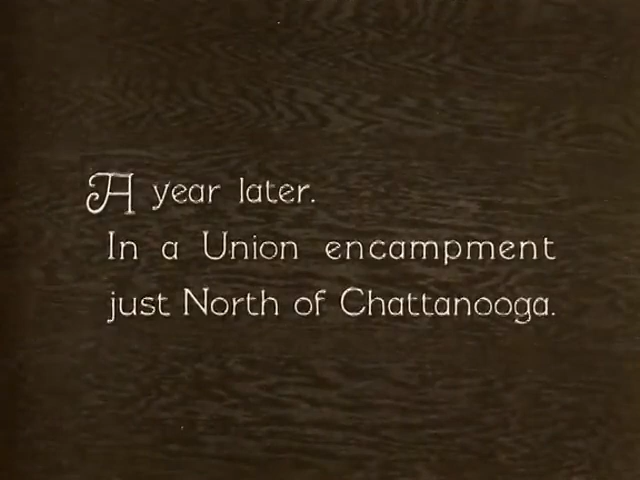 A year later.
In a Union encampment
just North of Chattanooga.